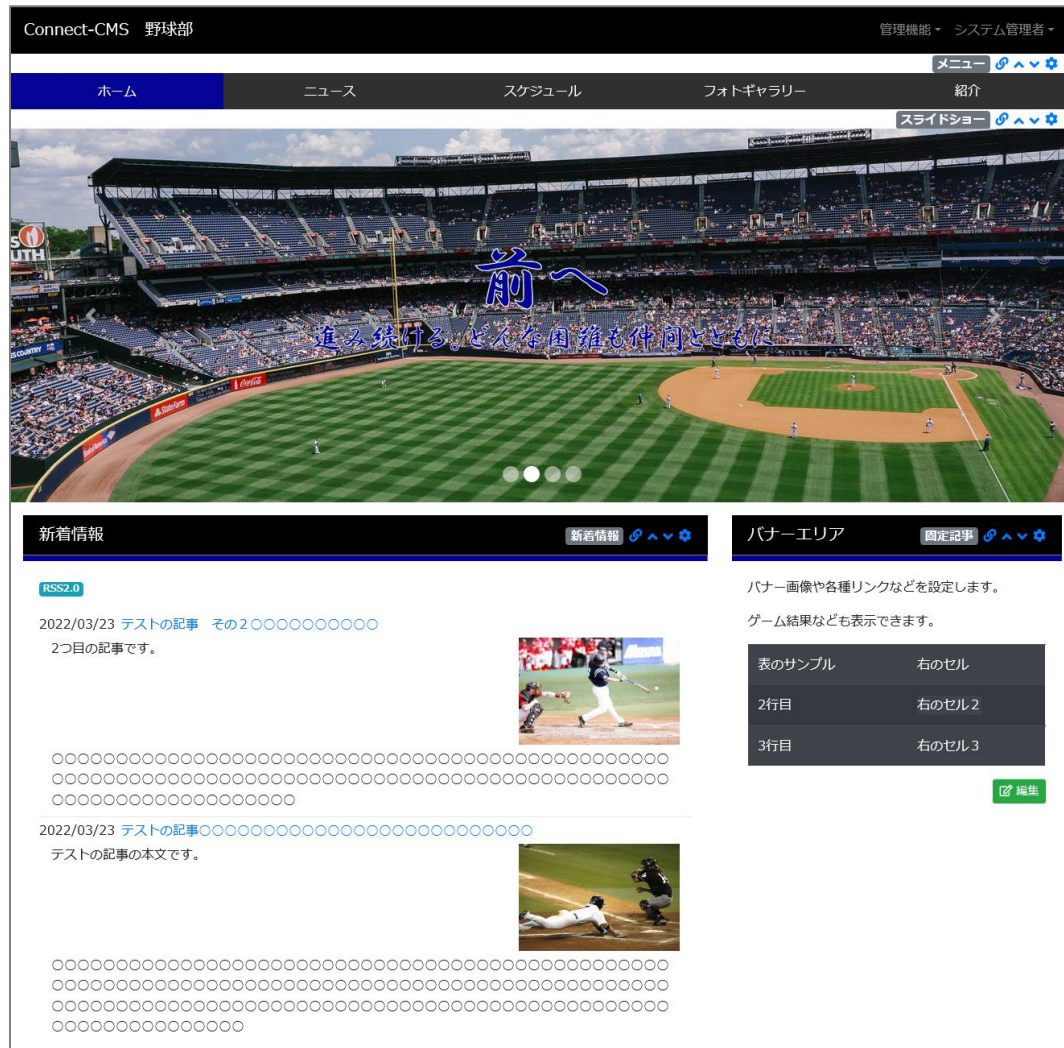 Connect-CMS　野球部
管理機能 システム管理者
メニュー
ホーム ニュース スケジュール フォトギャラリー 紹介
スライドショー
前へ
進み続ける。どんな困難も仲間とともに
Coca-Cola
State Farm
新着情報 新着情報
RSS2.0
2022/03/23 テストの記事　その２○○○○○○○○○○
2つ目の記事です。
○○○○○○○○○○○○○○○○○○○○○○○○○○○○○○○○○○○○○○○○○○○○○○○○
○○○○○○○○○○○○○○○○○○○○○○○○○○○○○○○○○○○○○○○○○○○○○○○○
○○○○○○○○○○○○○○○○○○○
2022/03/23 テストの記事○○○○○○○○○○○○○○○○○○○○○○○○○○
テストの記事の本文です。
○○○○○○○○○○○○○○○○○○○○○○○○○○○○○○○○○○○○○○○○○○○○○○○○
○○○○○○○○○○○○○○○○○○○○○○○○○○○○○○○○○○○○○○○○○○○○○○○○
○○○○○○○○○○○○○○○○○○○○○○○○○○○○○○○○○○○○○○○○○○○○○○○○
○○○○○○○○○○○○○○○
バナーエリア 固定記事
バナー画像や各種リンクなどを設定します。
ゲーム結果なども表示できます。
表のサンプル 右のセル
2行目 右のセル２
3行目 右のセル３
編集